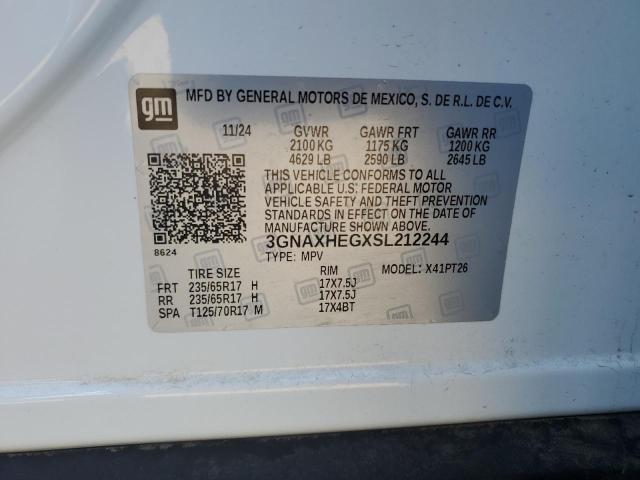 gm MFD BY GENERAL MOTORS DE MEXICO, S. DE R.L. DE C.V.
11/24 GVWR GAWR FRT GAWR RR
2100 KG 1175 KG 1200 KG
4629 LB 2590 LB 2645 LB
THIS VEHICLE CONFORMS TO ALL
APPLICABLE U.S. FEDERAL MOTOR
VEHICLE SAFETY AND THEFT PREVENTION
STANDARDS IN EFFECT ON THE DATE
OF MANUFACTURE SHOWN ABOVE.
8624 3GNAXHEGXSL212244
TYPE: MPV MODEL: X41PT26
TIRE SIZE RIM
FRT 235/65R17 H 17X7.5J
RR 235/65R17 H 17X7.5J
SPA T125/70R17 M 17X4BT